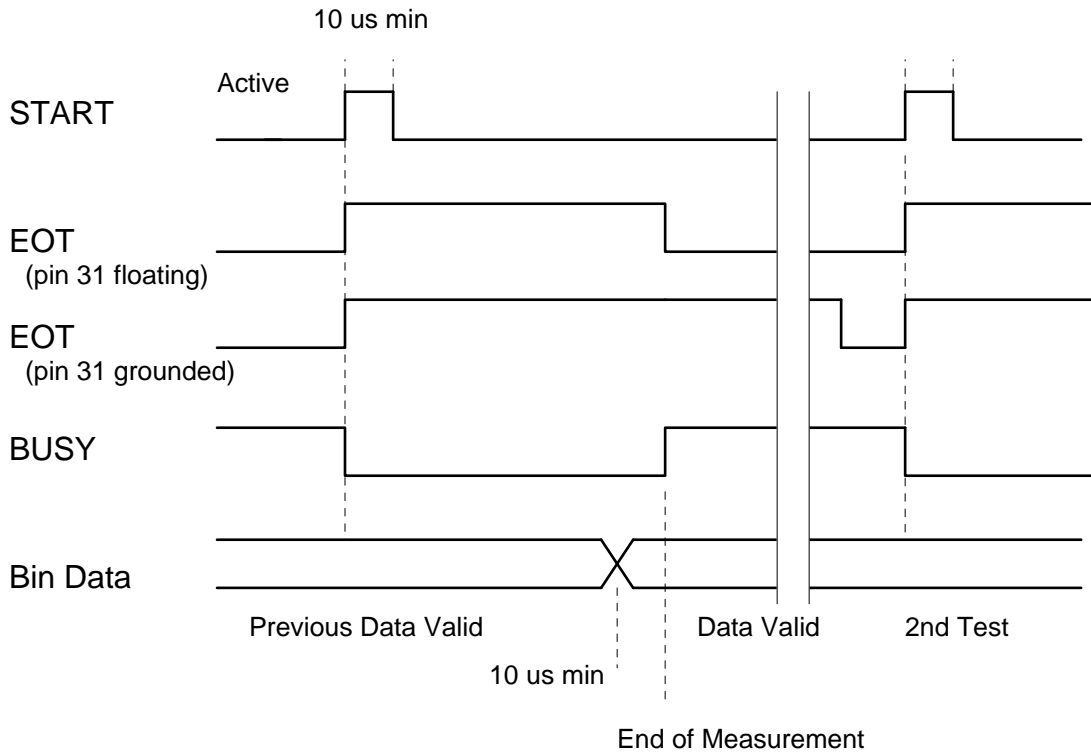 10 us min
Active
START
EOT
(pin 31 floating)
EOT
(pin 31 grounded)
BUSY
Bin Data
Previous Data Valid
Data Valid
2nd Test
10 us min
End of Measurement